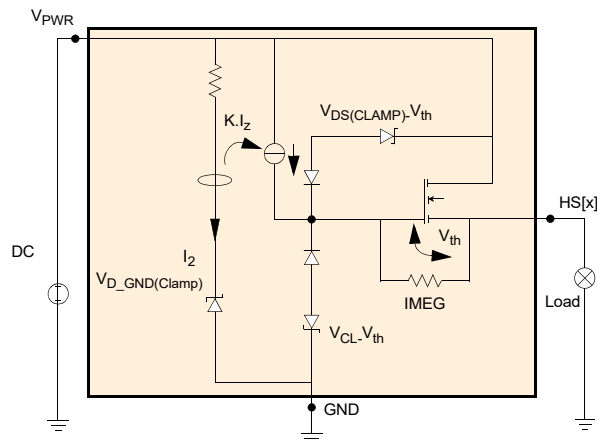 VPWR
VDS(CLAMP)-Vth
K.Iz
HS[x]
Vth
DC
I2
VD_GND(Clamp)
IMEG
Load
VCL-Vth
GND